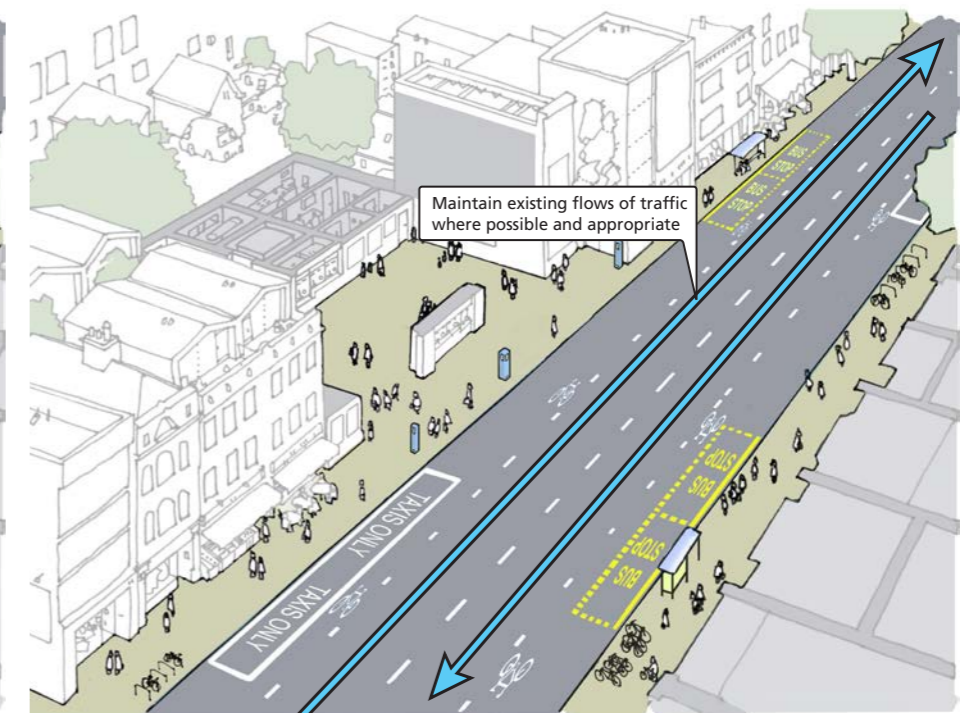 Maintain existing flows of traffic
where possible and appropriate
BUS STOP
BUS STOP
TAXIS ONLY
TAXIS ONLY
BUS STOP
BUS STOP